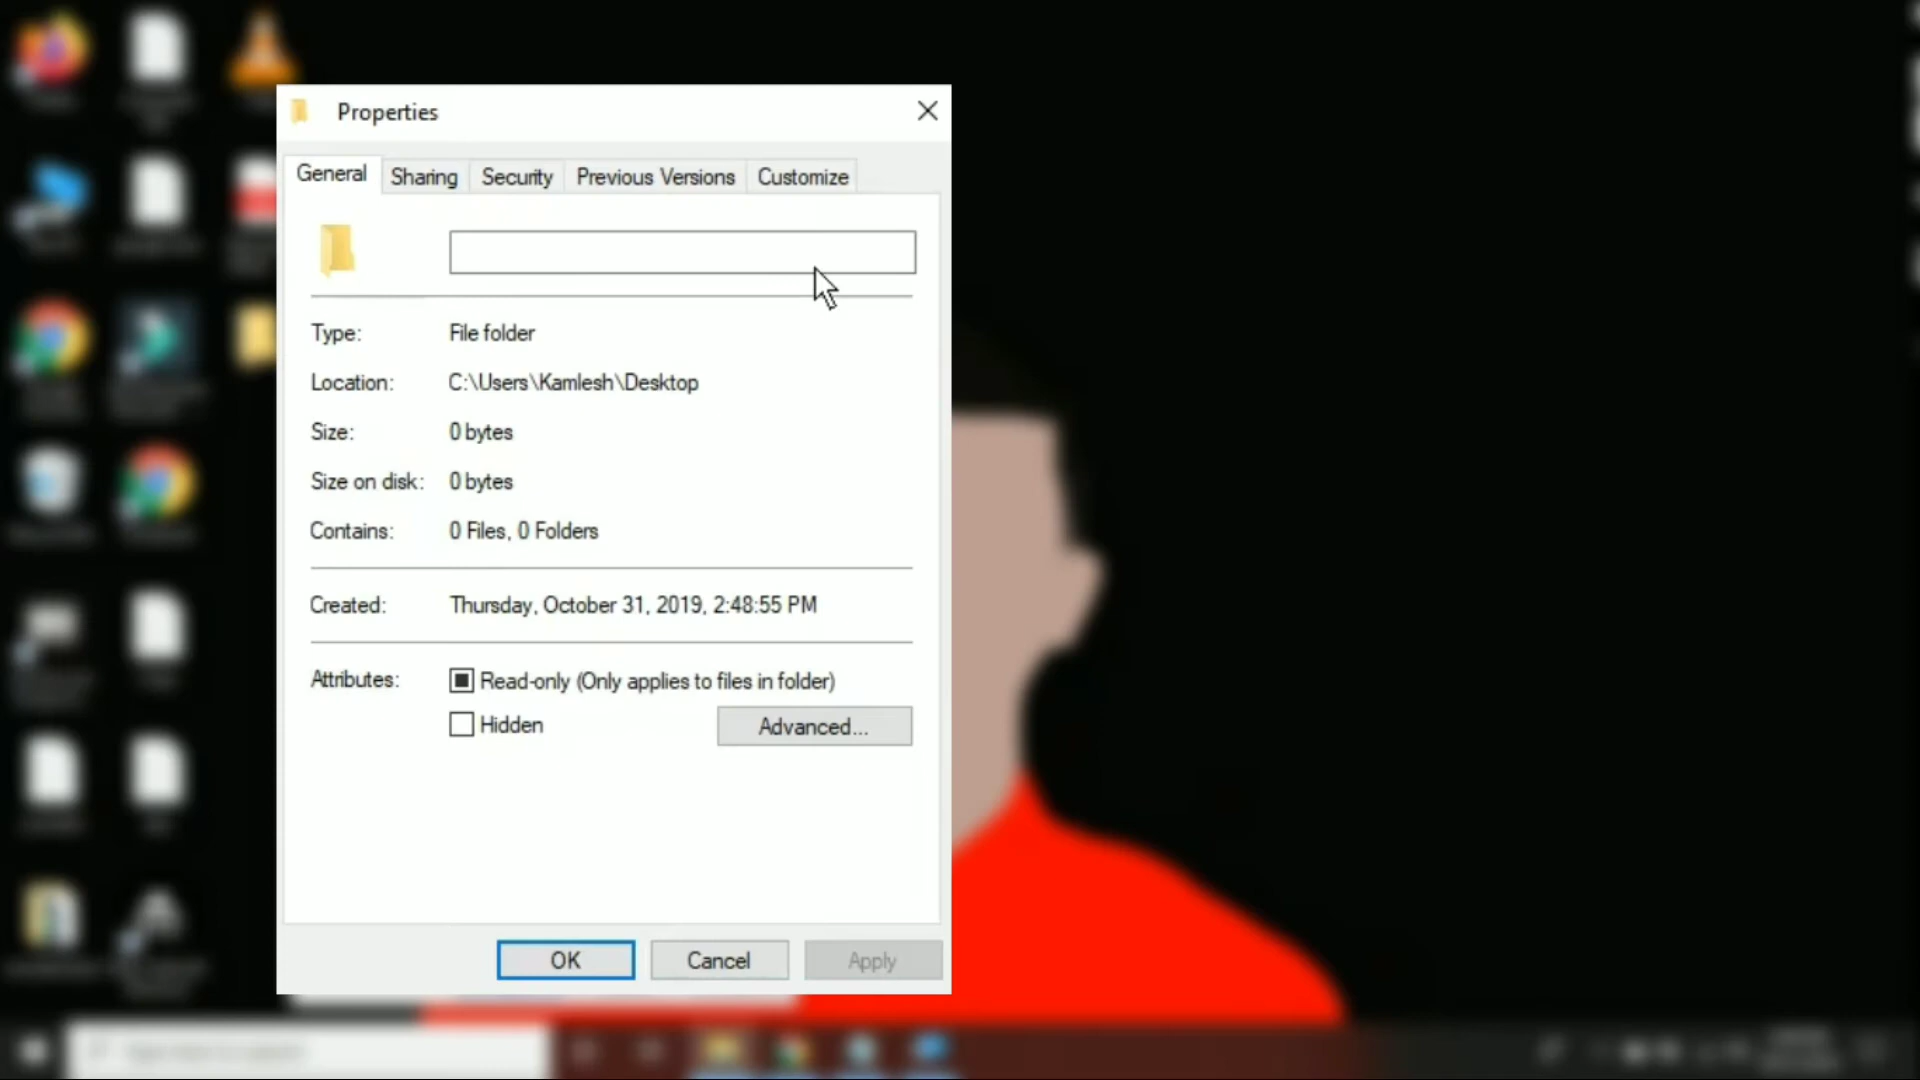 Properties
General Sharing Security Previous Versions Customize
Type: File folder
Location: C:\Users\Kamlesh\Desktop
Size: 0 bytes
Size on disk: 0 bytes
Contains: 0 Files, 0 Folders
Created: Thursday, October 31, 2019, 2:48:55 PM
Attributes: Read-only (Only applies to files in folder)
Hidden Advanced...
OK Cancel Apply